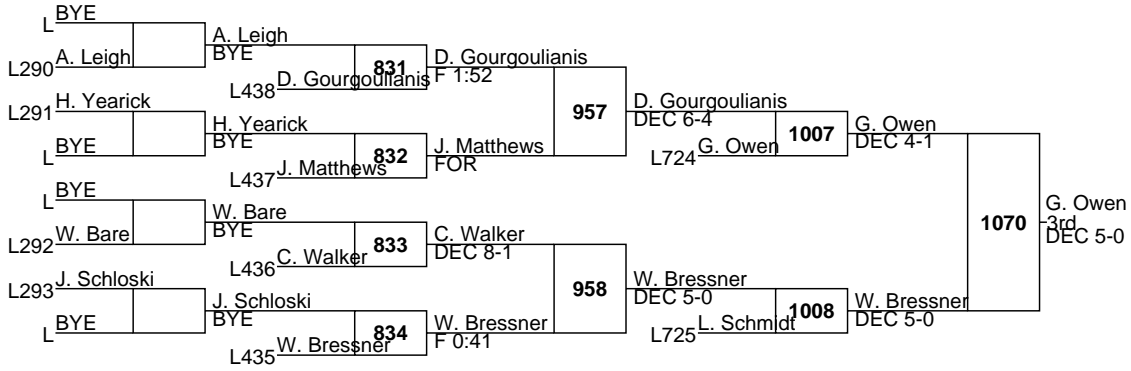 BYE
L
A. Leigh
BYE
A. Leigh
L290
831
D. Gourgoulianis
F 1:52
D. Gourgoulianis
L438
H. Yearick
L291
957
D. Gourgoulianis
DEC 6-4
H. Yearick
BYE
1007
G. Owen
DEC 4-1
BYE
L
832
J. Matthews
FOR
G. Owen
L724
J. Matthews
L437
BYE
L
W. Bare
BYE
G. Owen
3rd
DEC 5-0
1070
W. Bare
L292
833
C. Walker
DEC 8-1
C. Walker
L436
J. Schloski
L293
958
W. Bressner
DEC 5-0
J. Schloski
BYE
1008
W. Bressner
DEC 5-0
BYE
L
834
W. Bressner
F 0:41
L. Schmidt
L725
W. Bressner
L435